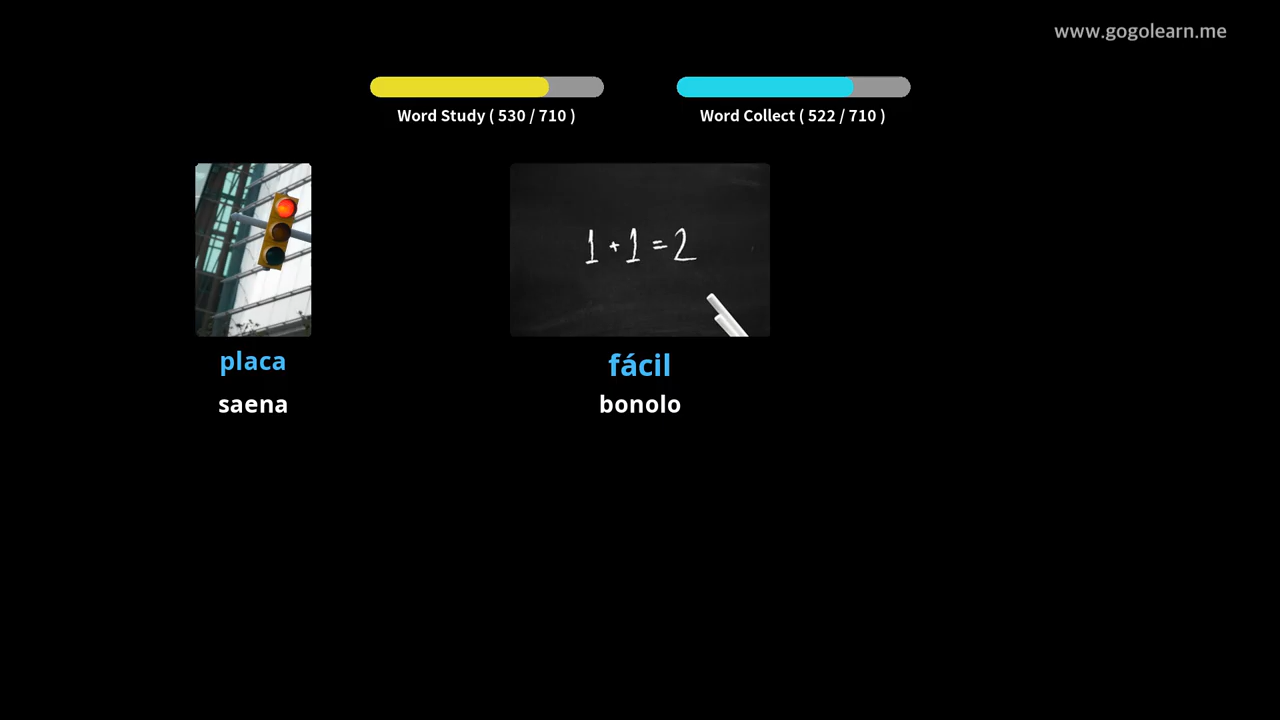 www.gogolearn.me
Word Study ( 530 / 710 )
Word Collect ( 522 / 710 )
1 + 1 = 2
placa
saena
fácil
bonolo